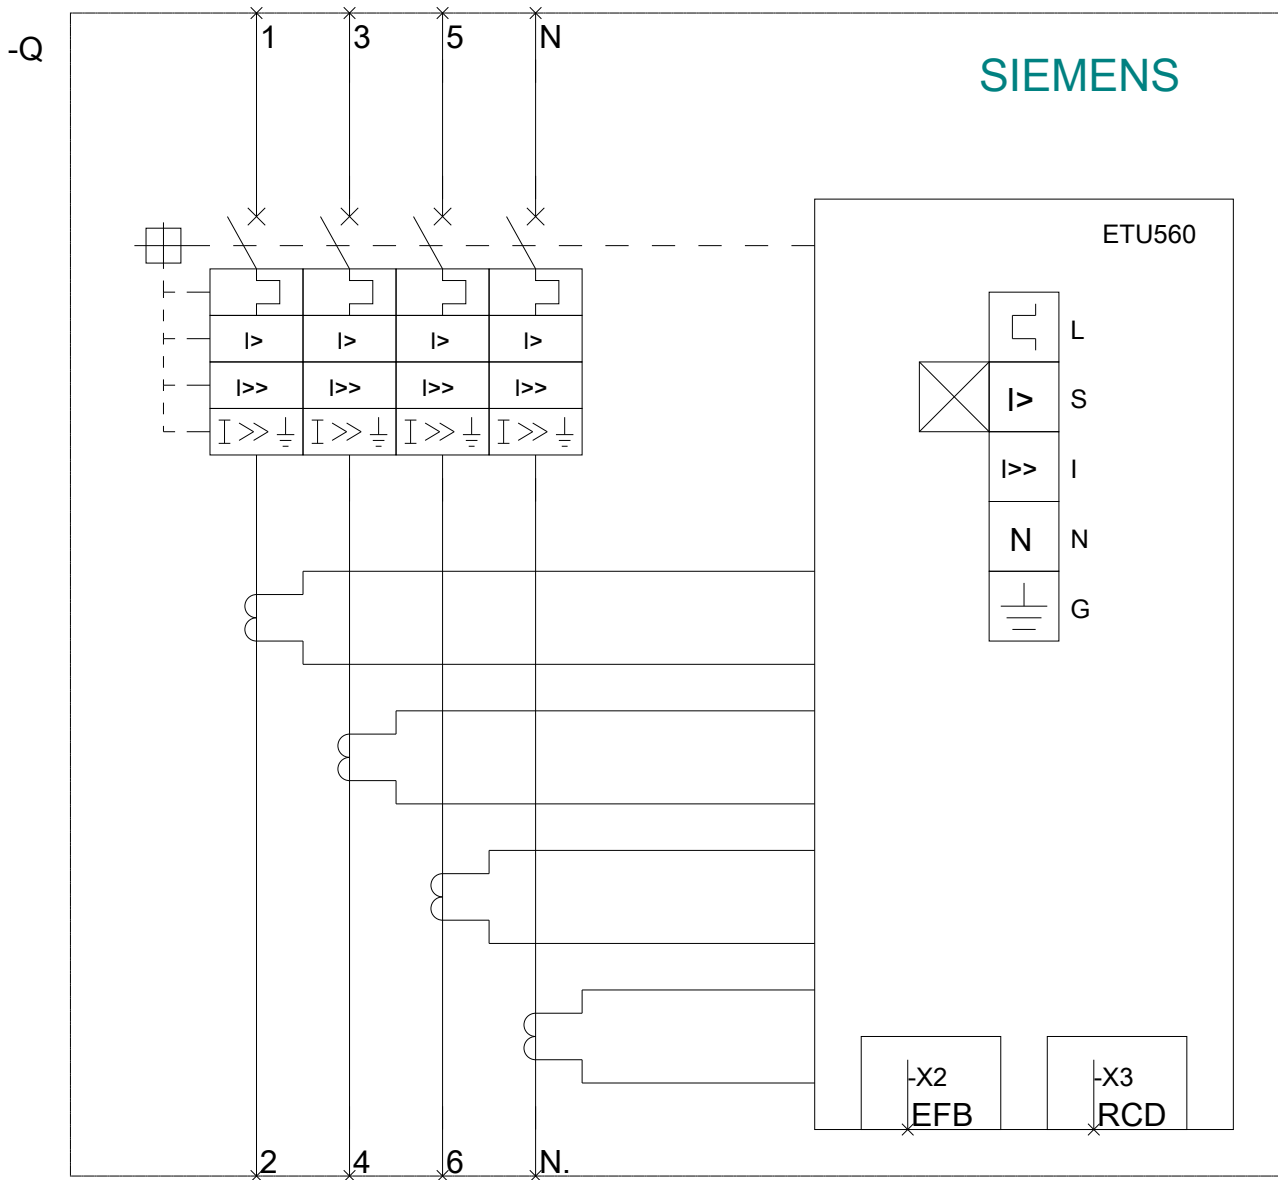 1 3 5 N
-Q
SIEMENS
ETU560
L
I> I> I> I>
I>> I>> I>> I>>
I> S
I >> I >> I >> I >>
I>> I
N N
G
-X2 -X3
EFB RCD
2 4 6 N.